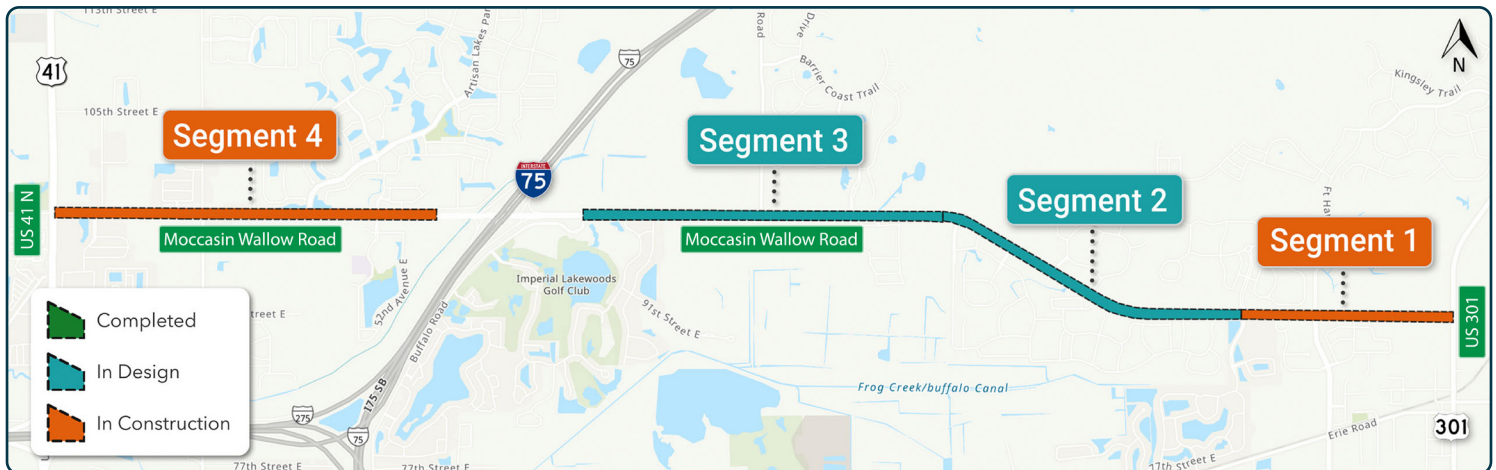 113th Street E
41
105th Street E
Artisan Lakes Par
75
Road
Drive
Barrier
Coast Trail
Kingsley Trail
N
Segment 4
INTERSTATE
75
Segment 3
Segment 2
Segment 1
Ft Ha
US 41 N
Moccasin Wallow Road
Moccasin Wallow Road
US 301
Imperial Lakewoods
Golf Club
91st Street E
52nd Avenue E
Buffalo Road
treet E
Completed
In Design
In Construction
175 SB
275
75
Frog Creek/buffalo Canal
Erie Road
301
77th Street E
77th Street E
17th Street E